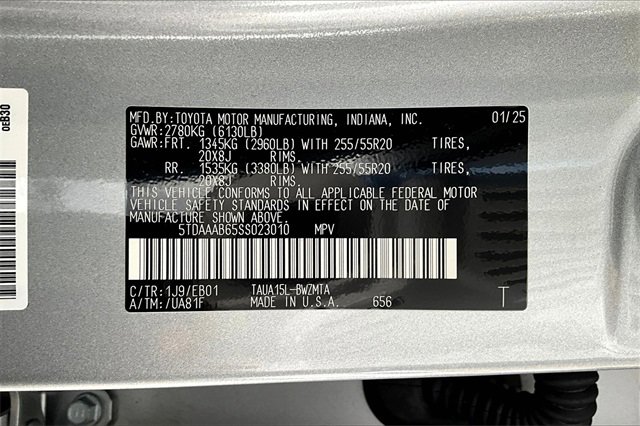 MFD.BY:TOYOTA MOTOR MANUFACTURING, INDIANA, INC. 01/25
GVWR:2780KG (6130LB)
GAWR:FRT. 1345KG (2960LB) WITH 255/55R20 TIRES,
20X8J RIMS.
RR. 1535KG (3380LB) WITH 255/55R20 TIRES,
20X8J RIMS.
THIS VEHICLE CONFORMS TO ALL APPLICABLE FEDERAL MOTOR
VEHICLE SAFETY STANDARDS IN EFFECT ON THE DATE OF
MANUFACTURE SHOWN ABOVE.
5TDAAAB65SS023010 MPV
C/TR:1J9/EB01 TAUA15L-BWZMTA
A/TM:/UA81F MADE IN U.S.A. 656 T
0EB30